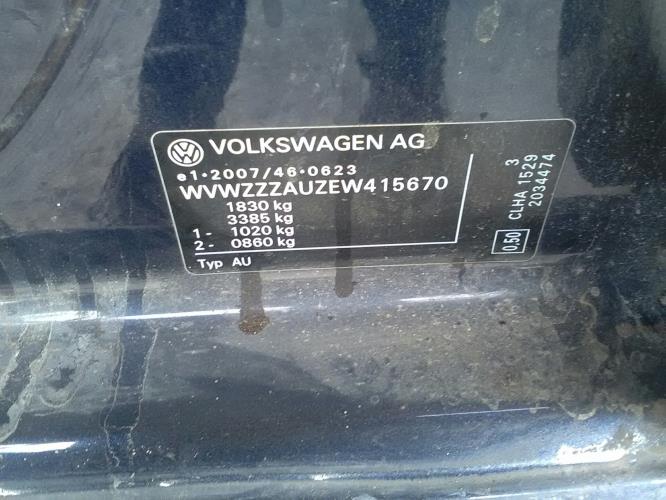 VOLKSWAGEN AG
e1*2007/46*0623
WVWZZZAUZEW415670
1830 kg
3385 kg
1- 1020 kg
2- 0860 kg
Typ AU
3
CLHA 1529
2034474
0.50